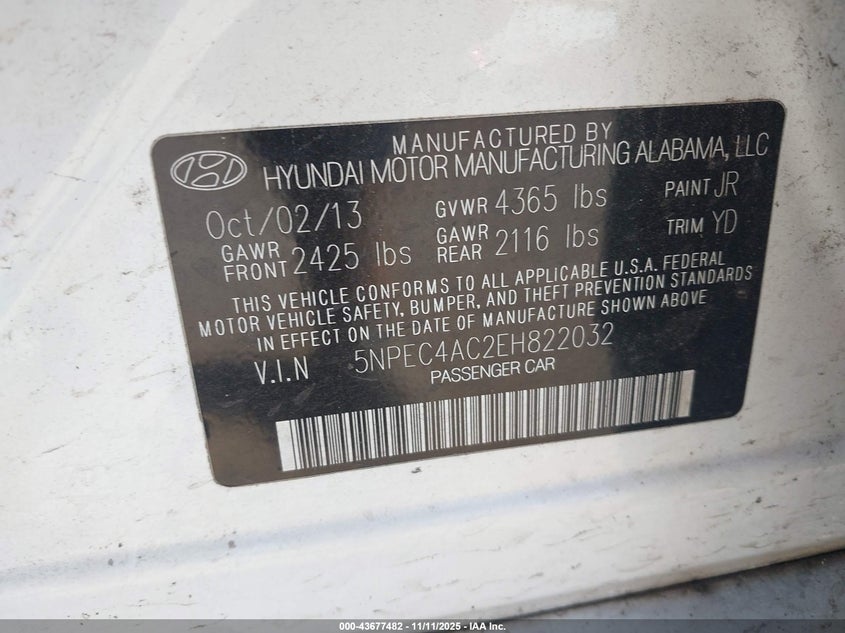 MANUFACTURED BY
HYUNDAI MOTOR MANUFACTURING ALABAMA, LLC
Oct/02/13 GVWR 4365 lbs PAINT JR
GAWR FRONT 2425 lbs GAWR REAR 2116 lbs TRIM YD
THIS VEHICLE CONFORMS TO ALL APPLICABLE U.S.A. FEDERAL
MOTOR VEHICLE SAFETY, BUMPER, AND THEFT PREVENTION STANDARDS
IN EFFECT ON THE DATE OF MANUFACTURE SHOWN ABOVE
V.I.N 5NPEC4AC2EH822032
PASSENGER CAR
000-43677482 - 11/11/2025 - IAA Inc.